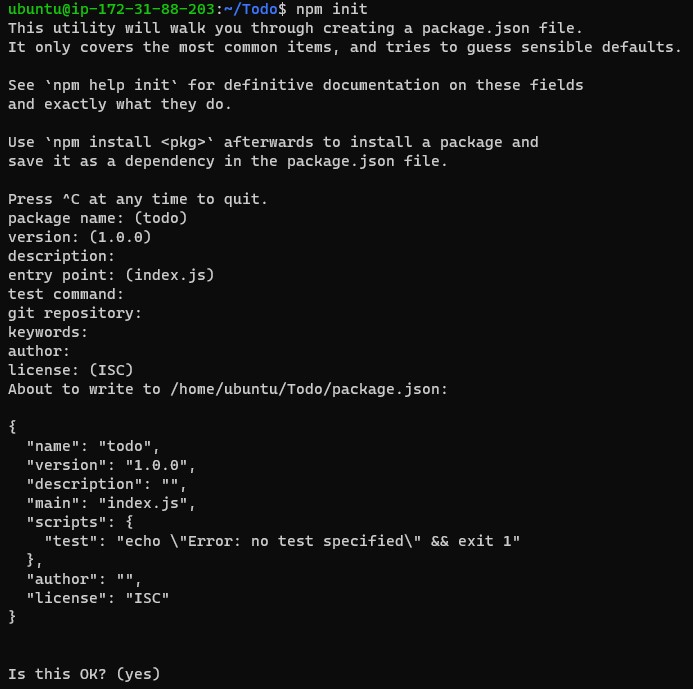 ubuntu@ip-172-31-88-203:~/Todo$ npm init
This utility will walk you through creating a package.json file.
It only covers the most common items, and tries to guess sensible defaults.
See `npm help init` for definitive documentation on these fields
and exactly what they do.
Use `npm install <pkg>` afterwards to install a package and
save it as a dependency in the package.json file.
Press ^C at any time to quit.
package name: (todo)
version: (1.0.0)
description:
entry point: (index.js)
test command:
git repository:
keywords:
author:
license: (ISC)
About to write to /home/ubuntu/Todo/package.json:
{
  "name": "todo",
  "version": "1.0.0",
  "description": "",
  "main": "index.js",
  "scripts": {
    "test": "echo \"Error: no test specified\" && exit 1"
  },
  "author": "",
  "license": "ISC"
}
Is this OK? (yes)